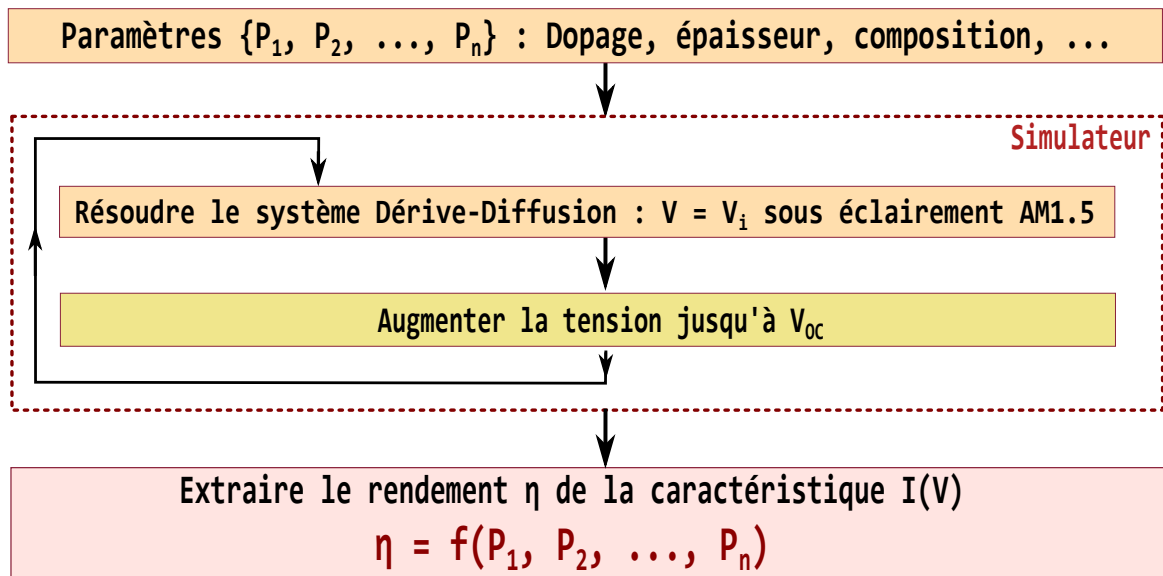 Paramètres {P₁, P₂, ..., Pₙ} : Dopage, épaisseur, composition, ...
Simulateur
Résoudre le système Dérive-Diffusion : V = Vᵢ sous éclairement AM1.5
Augmenter la tension jusqu'à V_OC
Extraire le rendement η de la caractéristique I(V)
η = f(P₁, P₂, ..., Pₙ)